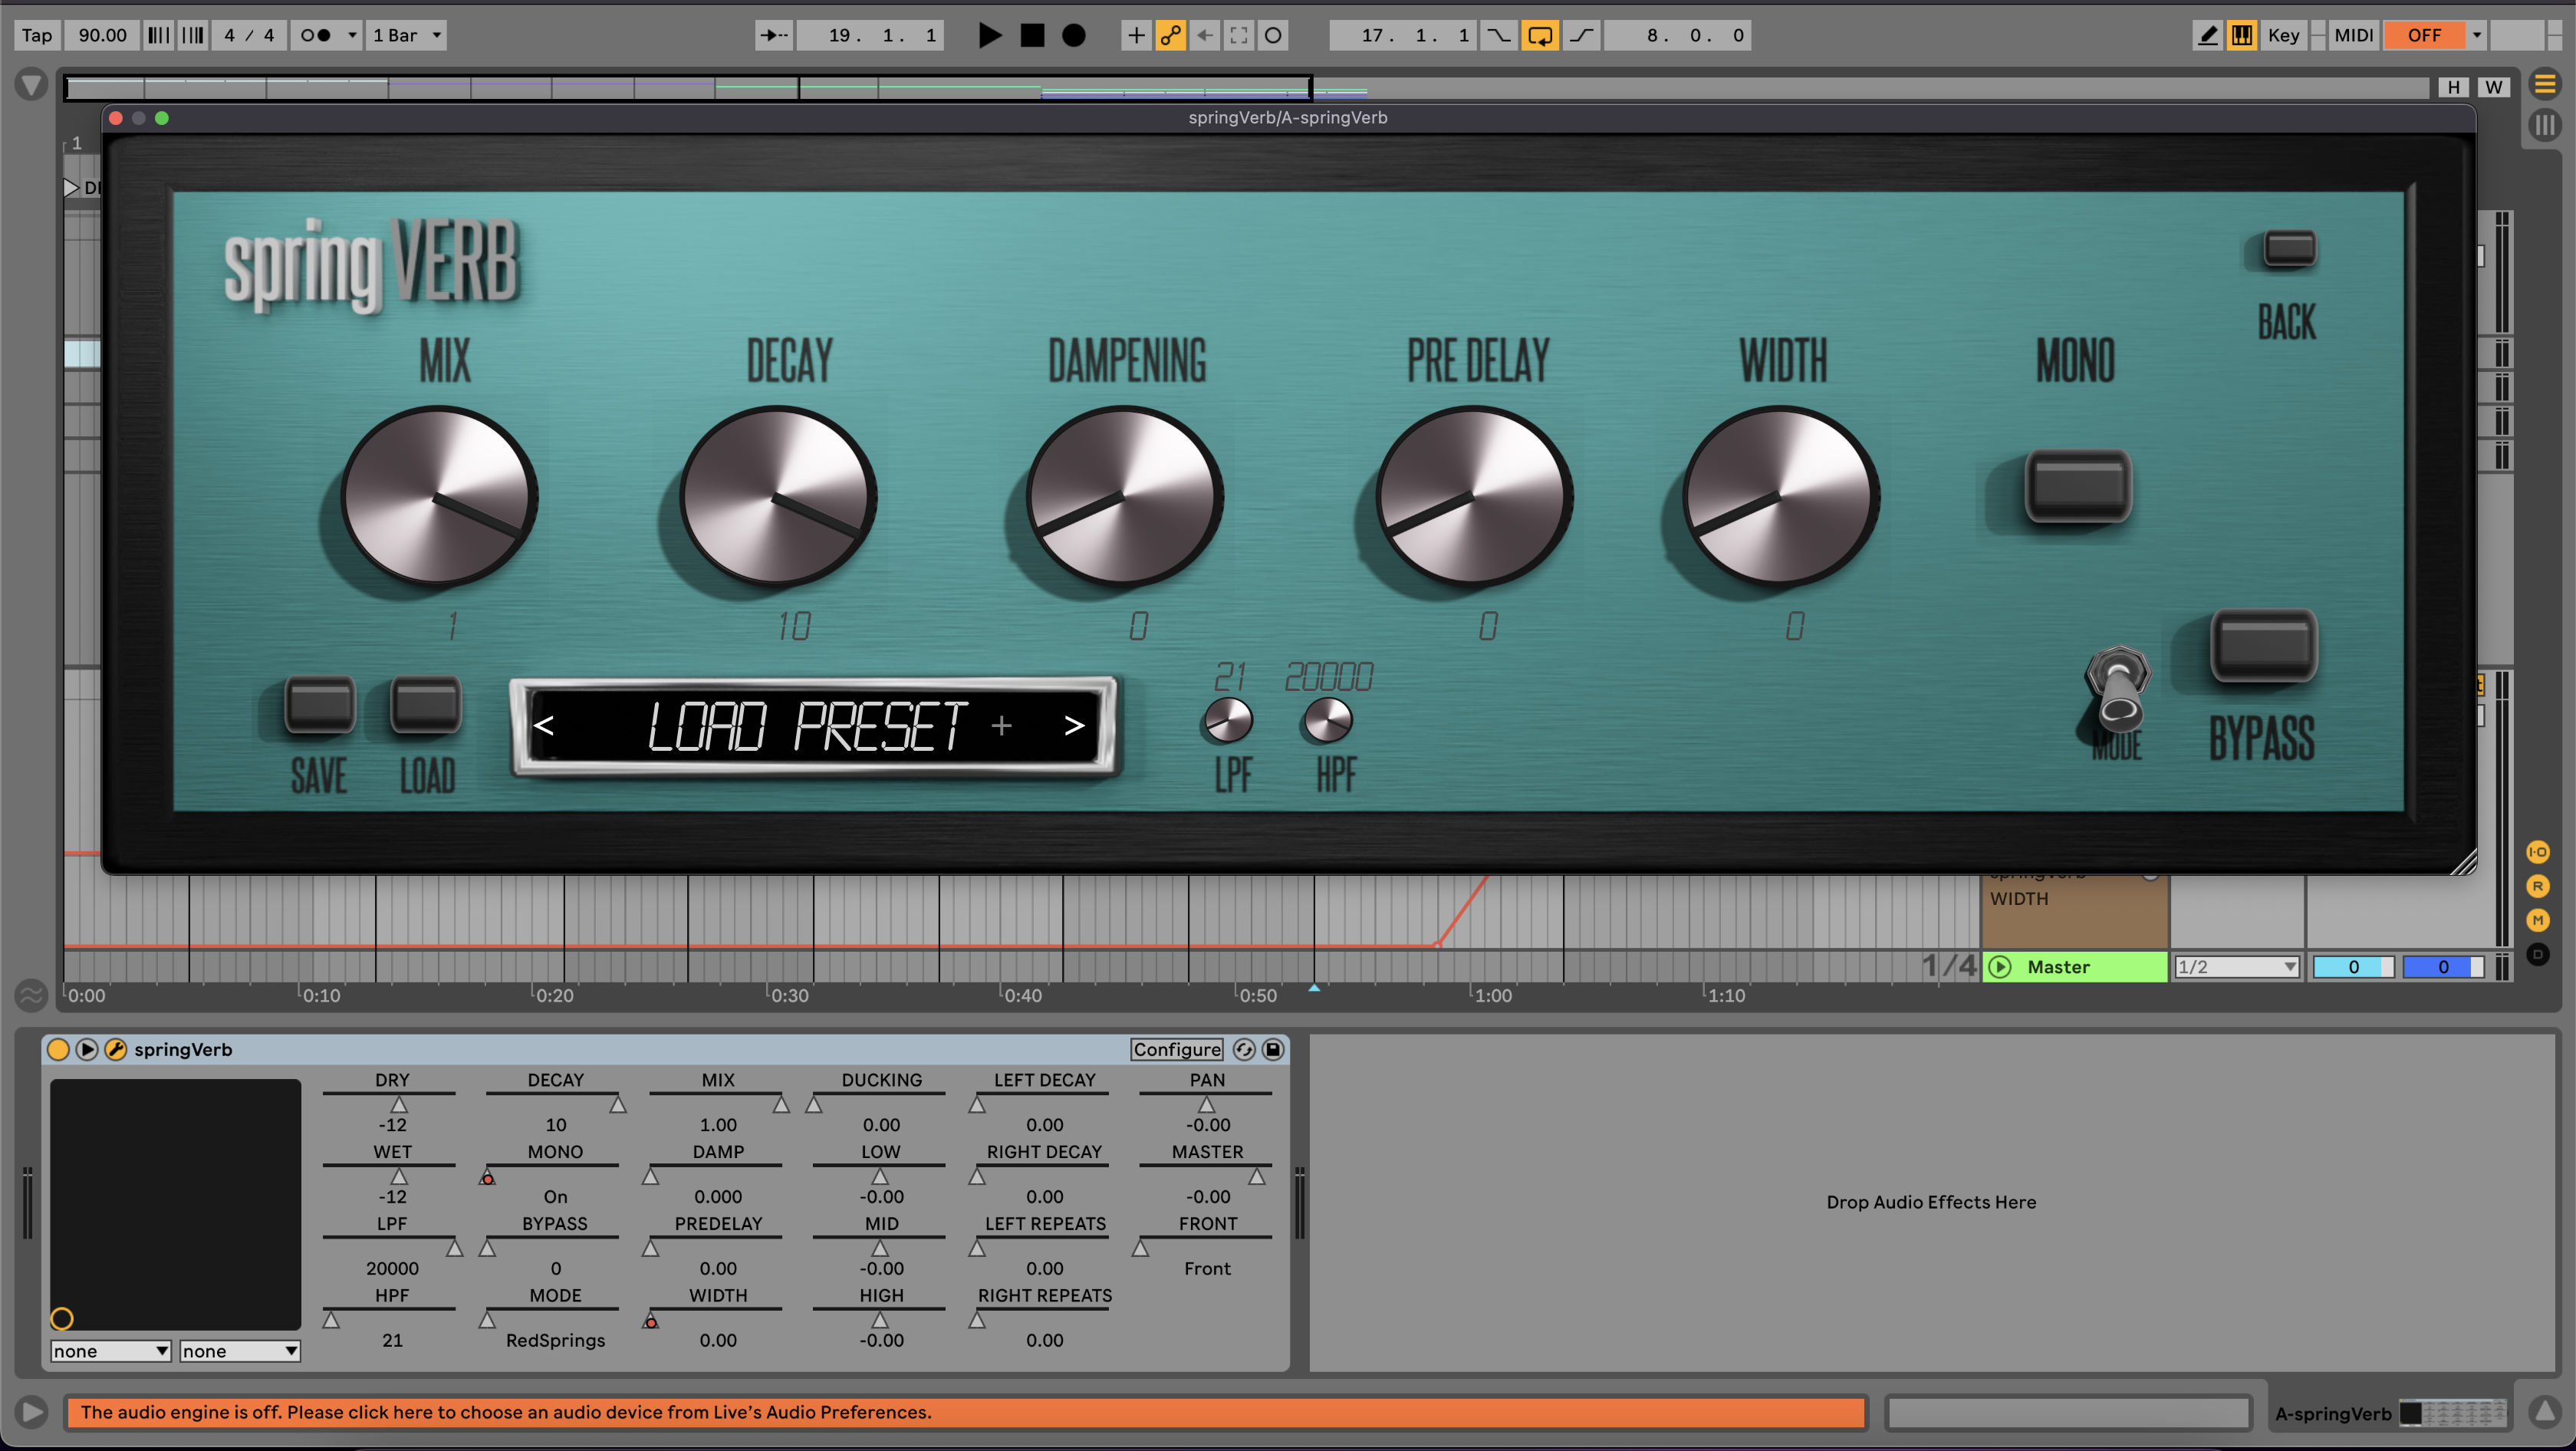 Tap 90.00 4 / 4 1 Bar 19. 1. 1 17. 1. 1 8. 0. 0 Key MIDI OFF
H W
springVerb/A-springVerb
1
spring VERB
BACK
MIX DECAY DAMPENING PRE DELAY WIDTH MONO
1 10 0 0 0
21 20000
< LOAD PRESET + >
SAVE LOAD LPF HPF MODE BYPASS
I·O
R
M
D
springVerb
WIDTH
1/4 Master 1/2 0 0
0:00 0:10 0:20 0:30 0:40 0:50 1:00 1:10
springVerb Configure
DRY DECAY MIX DUCKING LEFT DECAY PAN
-12 10 1.00 0.00 0.00 -0.00
WET MONO DAMP LOW RIGHT DECAY MASTER
-12 On 0.000 -0.00 0.00 -0.00
LPF BYPASS PREDELAY MID LEFT REPEATS FRONT
20000 0 0.00 -0.00 0.00 Front
HPF MODE WIDTH HIGH RIGHT REPEATS
21 RedSprings 0.00 -0.00 0.00
none none
Drop Audio Effects Here
The audio engine is off. Please click here to choose an audio device from Live's Audio Preferences.
A-springVerb